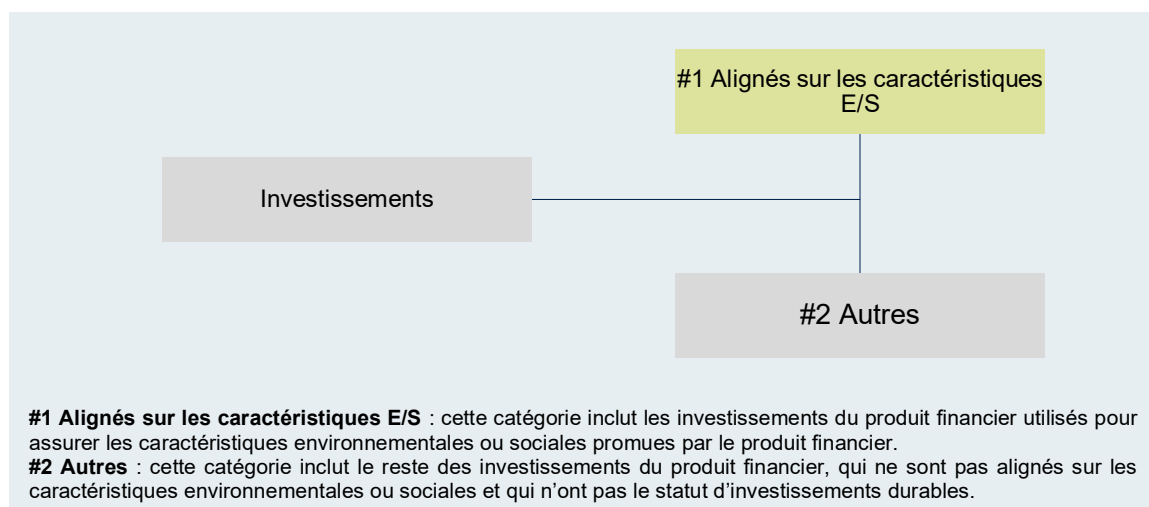 #1 Alignés sur les caractéristiques
E/S
Investissements
#2 Autres
#1 Alignés sur les caractéristiques E/S : cette catégorie inclut les investissements du produit financier utilisés pour
assurer les caractéristiques environnementales ou sociales promues par le produit financier.
#2 Autres : cette catégorie inclut le reste des investissements du produit financier, qui ne sont pas alignés sur les
caractéristiques environnementales ou sociales et qui n’ont pas le statut d’investissements durables.